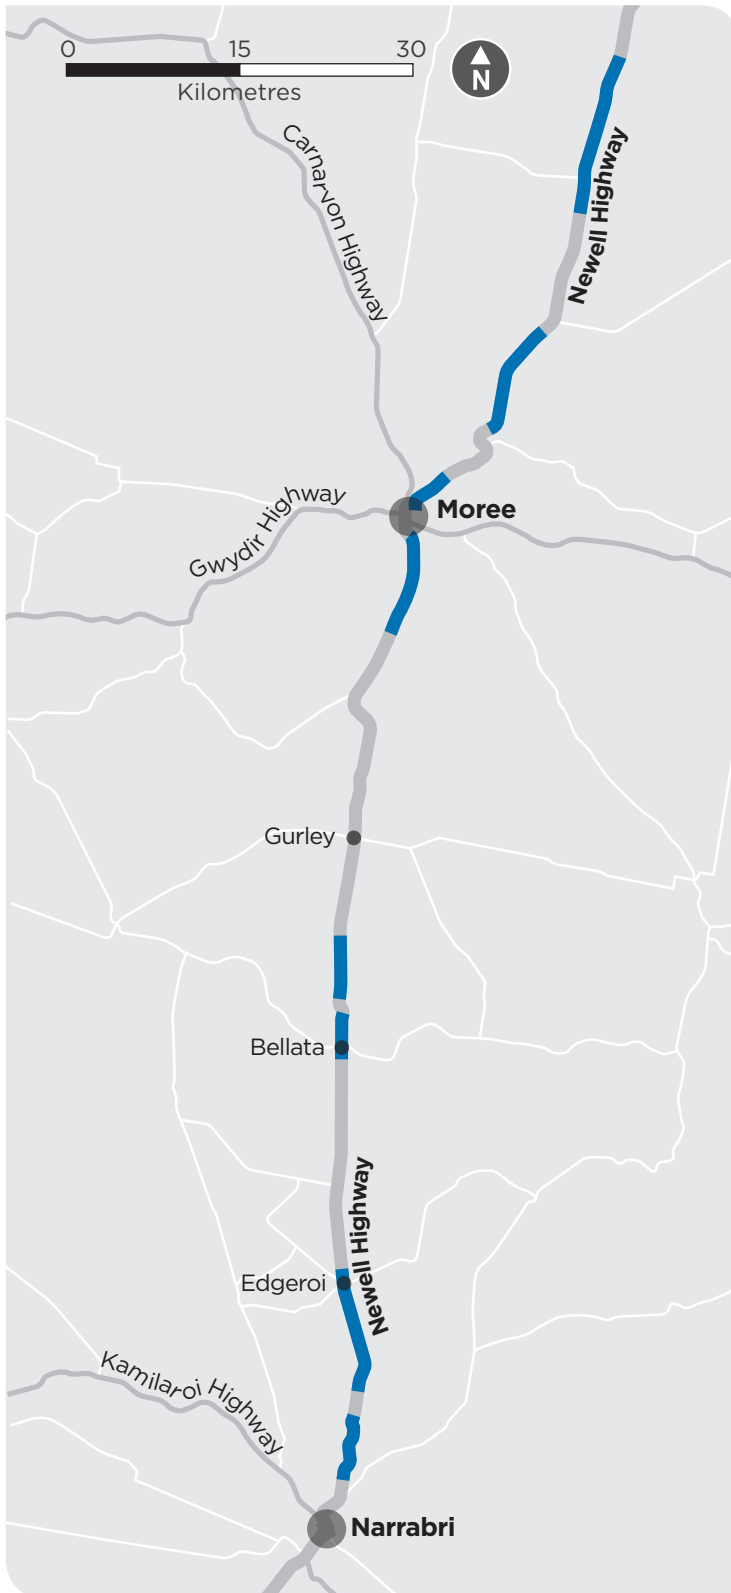 0 15 30
Kilometres
N
Carnarvon Highway
Newell Highway
Gwydir Highway
Moree
Gurley
Bellata
Newell Highway
Edgeroi
Kamilaroi Highway
Narrabri